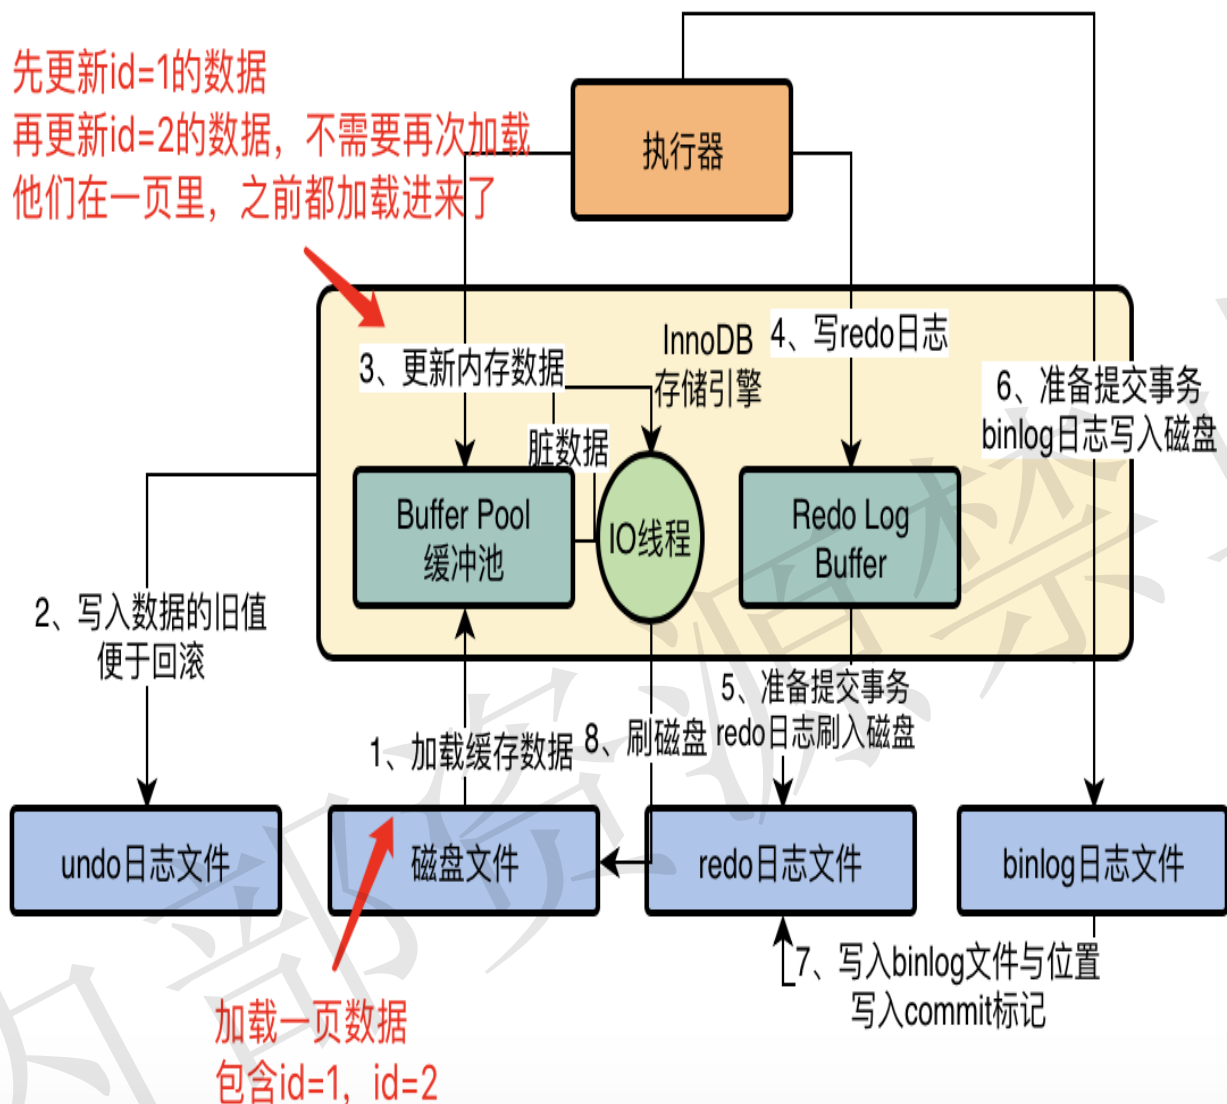 先更新id=1的数据
再更新id=2的数据，不需要再次加载
他们在一页里，之前都加载进来了
执行器
InnoDB
存储引擎
4、写redo日志
3、更新内存数据
6、准备提交事务
binlog日志写入磁盘
脏数据
Buffer Pool
缓冲池
IO线程
Redo Log
Buffer
2、写入数据的旧值
便于回滚
5、准备提交事务
redo日志刷入磁盘
1、加载缓存数据
8、刷磁盘
undo日志文件
磁盘文件
redo日志文件
binlog日志文件
7、写入binlog文件与位置
写入commit标记
加载一页数据
包含id=1，id=2
内部资源禁